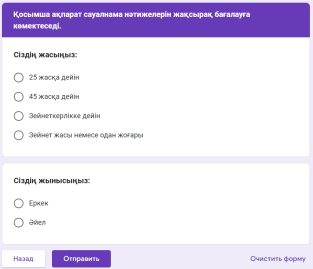 Қосымша ақпарат сауалнама нәтижелерін жақсырақ бағалауға
көмектеседі.
Сіздің жасыңыз:
25 жасқа дейін
45 жасқа дейін
Зейнеткерлікке дейін
Зейнет жасы немесе одан жоғары
Сіздің жынысыңыз:
Еркек
Әйел
Назад
Отправить
Очистить форму